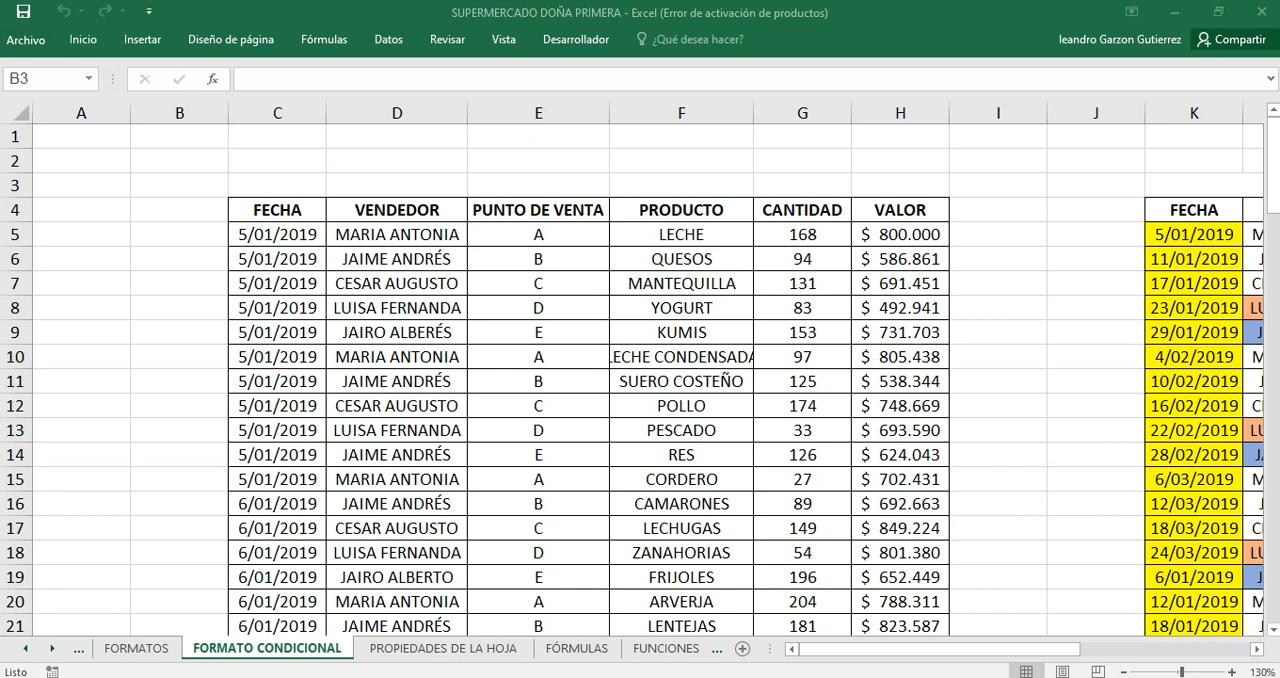 SUPERMERCADO DOÑA PRIMERA - Excel (Error de activación de productos)
Archivo Inicio Insertar Diseño de página Fórmulas Datos Revisar Vista Desarrollador ¿Qué desea hacer? leandro Garzon Gutierrez Compartir
B3 fx
A B C D E F G H I J K
1
2
3
4 FECHA VENDEDOR PUNTO DE VENTA PRODUCTO CANTIDAD VALOR FECHA
5 5/01/2019 MARIA ANTONIA A LECHE 168 $ 800.000 5/01/2019 M
6 5/01/2019 JAIME ANDRÉS B QUESOS 94 $ 586.861 11/01/2019 J
7 5/01/2019 CESAR AUGUSTO C MANTEQUILLA 131 $ 691.451 17/01/2019 CI
8 5/01/2019 LUISA FERNANDA D YOGURT 83 $ 492.941 23/01/2019 LU
9 5/01/2019 JAIRO ALBERÉS E KUMIS 153 $ 731.703 29/01/2019 J
10 5/01/2019 MARIA ANTONIA A LECHE CONDENSADA 97 $ 805.438 4/02/2019 M
11 5/01/2019 JAIME ANDRÉS B SUERO COSTEÑO 125 $ 538.344 10/02/2019 J
12 5/01/2019 CESAR AUGUSTO C POLLO 174 $ 748.669 16/02/2019 CI
13 5/01/2019 LUISA FERNANDA D PESCADO 33 $ 693.590 22/02/2019 LU
14 5/01/2019 JAIME ANDRÉS E RES 126 $ 624.043 28/02/2019 JA
15 5/01/2019 MARIA ANTONIA A CORDERO 27 $ 702.431 6/03/2019 M
16 6/01/2019 JAIME ANDRÉS B CAMARONES 89 $ 692.663 12/03/2019 J
17 6/01/2019 CESAR AUGUSTO C LECHUGAS 149 $ 849.224 18/03/2019 CI
18 6/01/2019 LUISA FERNANDA D ZANAHORIAS 54 $ 801.380 24/03/2019 LU
19 6/01/2019 JAIRO ALBERTO E FRIJOLES 196 $ 652.449 6/01/2019 J
20 6/01/2019 MARIA ANTONIA A ARVERJA 204 $ 788.311 12/01/2019 M
21 6/01/2019 JAIME ANDRÉS B LENTEJAS 181 $ 823.587 18/01/2019 J
... FORMATOS FORMATO CONDICIONAL PROPIEDADES DE LA HOJA FÓRMULAS FUNCIONES ...
Listo 130%